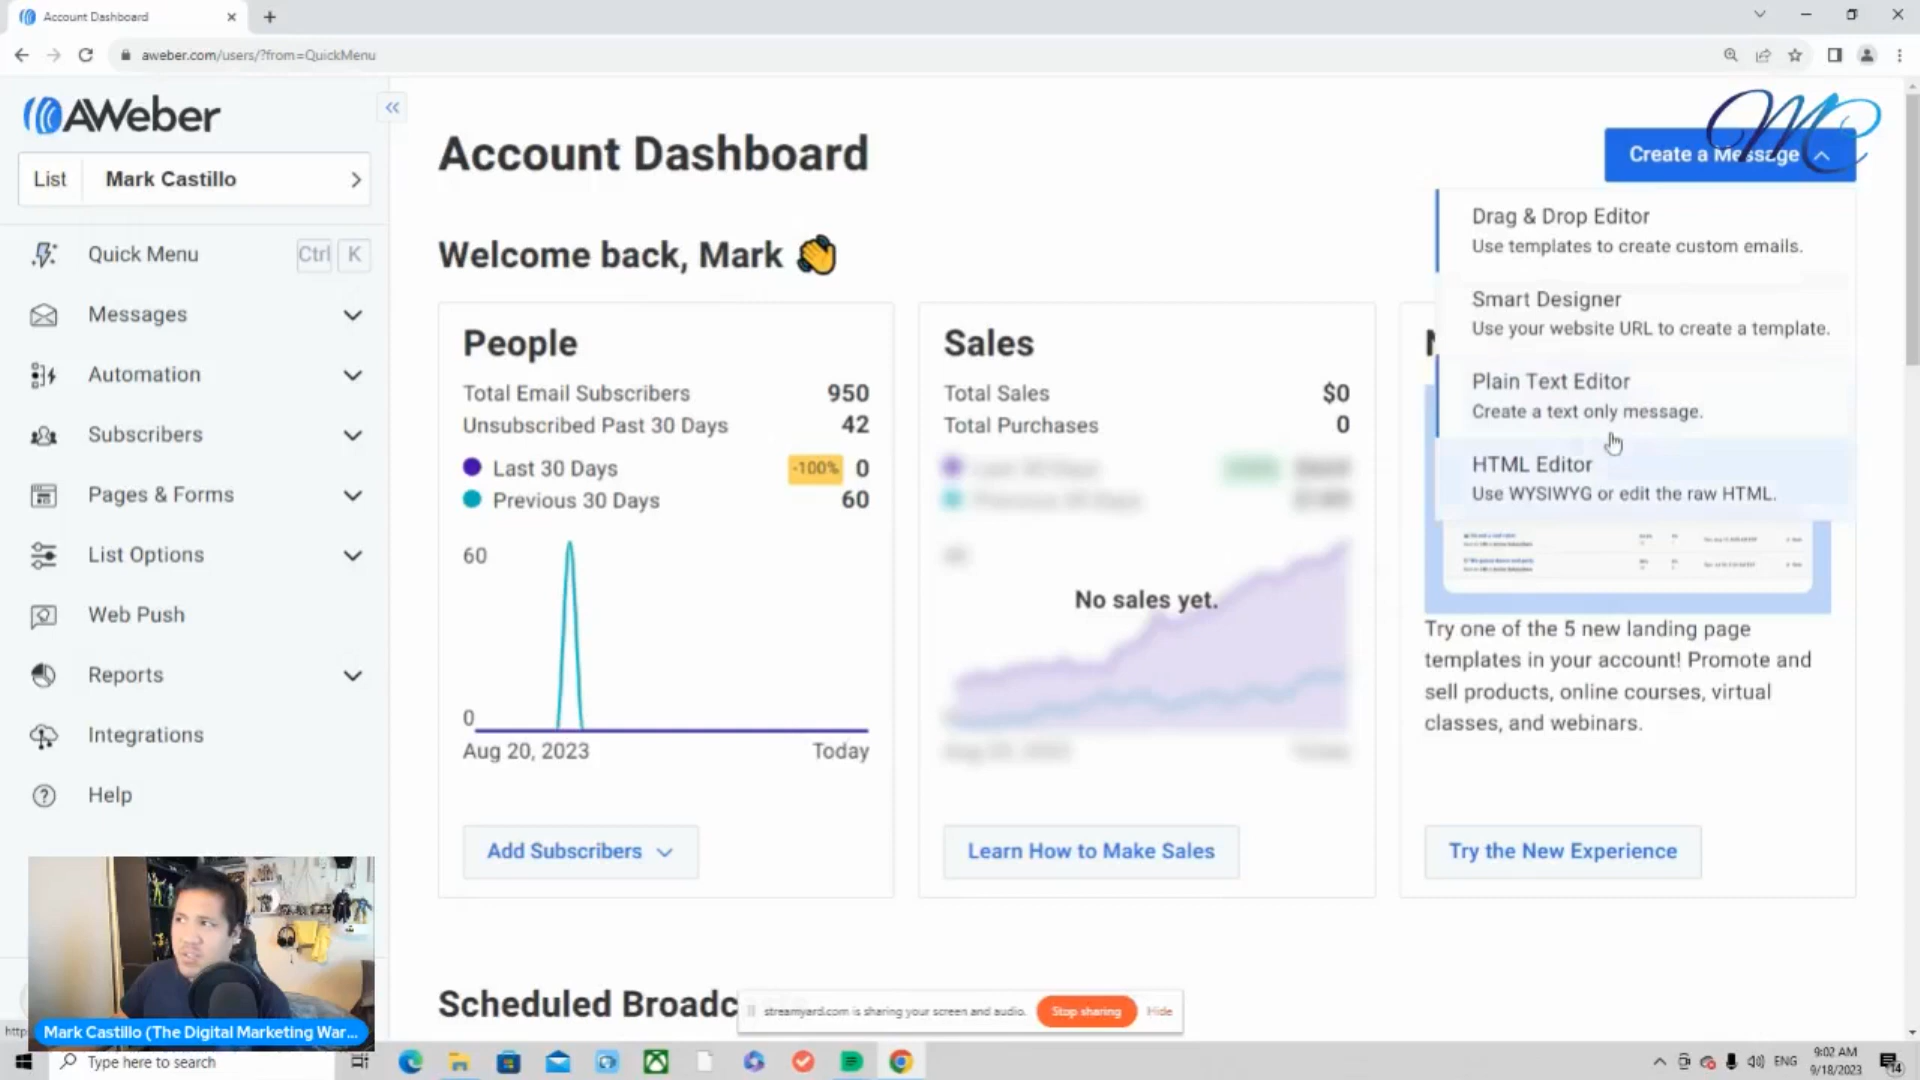 Account Dashboard
aweber.com/users/?from=QuickMenu
AWeber
List Mark Castillo
Quick Menu Ctrl K
Messages
Automation
Subscribers
Pages & Forms
List Options
Web Push
Reports
Integrations
Help
Account Dashboard
Create a Message
MC
Welcome back, Mark
Drag & Drop Editor
Use templates to create custom emails.
Smart Designer
Use your website URL to create a template.
Plain Text Editor
Create a text only message.
HTML Editor
Use WYSIWYG or edit the raw HTML.
People
Total Email Subscribers 950
Unsubscribed Past 30 Days 42
Last 30 Days -100% 0
Previous 30 Days 60
60
0
Aug 20, 2023 Today
Add Subscribers
Sales
Total Sales $0
Total Purchases 0
No sales yet.
Learn How to Make Sales
Try one of the 5 new landing page
templates in your account! Promote and
sell products, online courses, virtual
classes, and webinars.
Try the New Experience
Scheduled Broadc
streamyard.com is sharing your screen and audio. Stop sharing Hide
http
Mark Castillo (The Digital Marketing War...
Type here to search
ENG
9:02 AM
9/18/2023
14